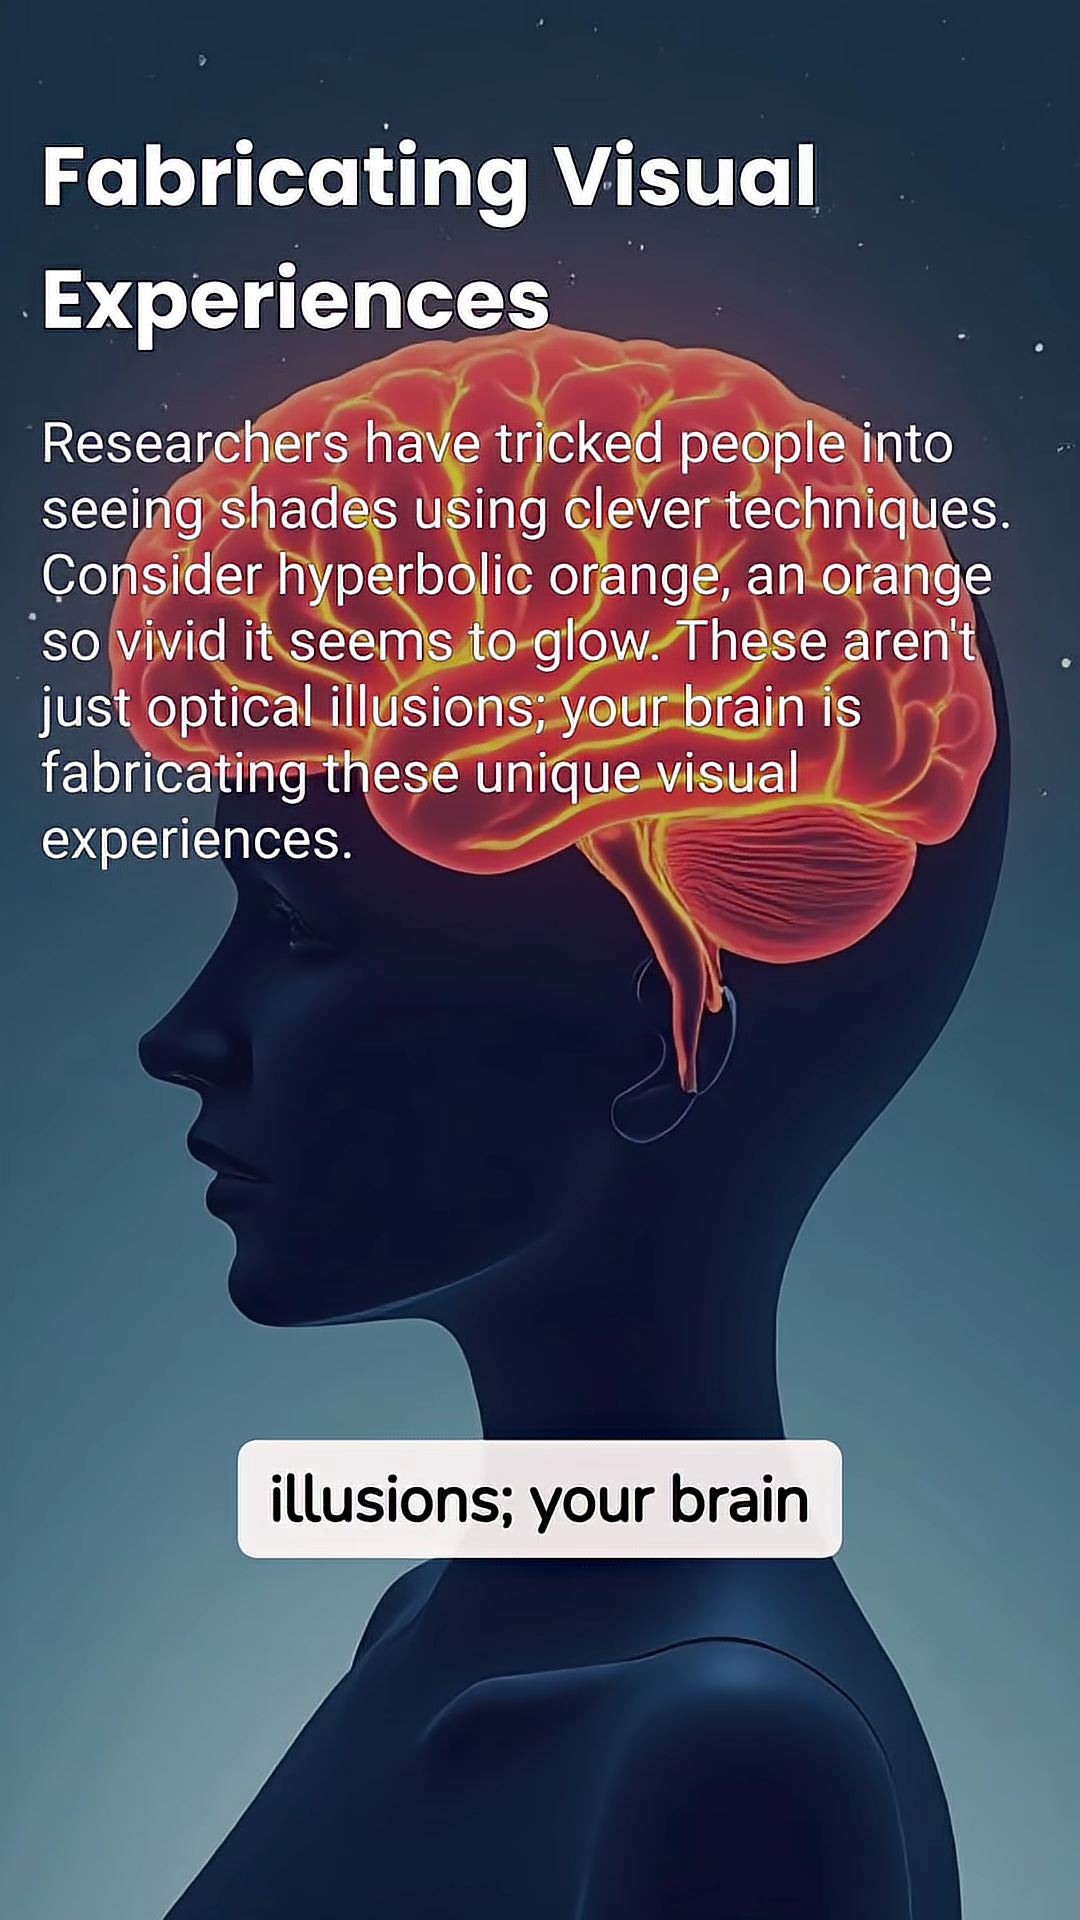 Fabricating Visual
Experiences
Researchers have tricked people into
seeing shades using clever techniques.
Consider hyperbolic orange, an orange
so vivid it seems to glow. These aren't
just optical illusions; your brain is
fabricating these unique visual
experiences.
illusions; your brain